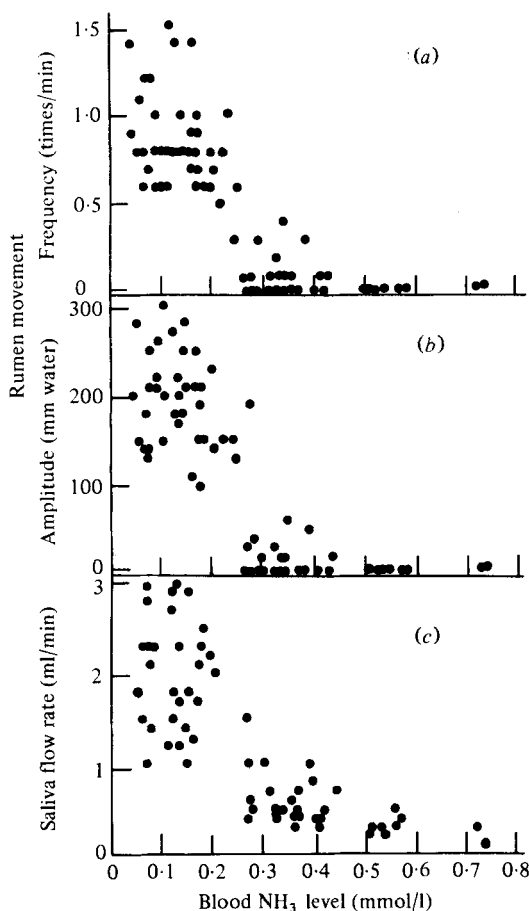 1·5
1·0
0·5
0
Frequency (times/min)
(a)
Rumen movement
300
200
100
0
Amplitude (mm water)
(b)
3
2
1
0
Saliva flow rate (ml/min)
(c)
0 0·1 0·2 0·3 0·4 0·5 0·6 0·7 0·8
Blood NH₃ level (mmol/l)